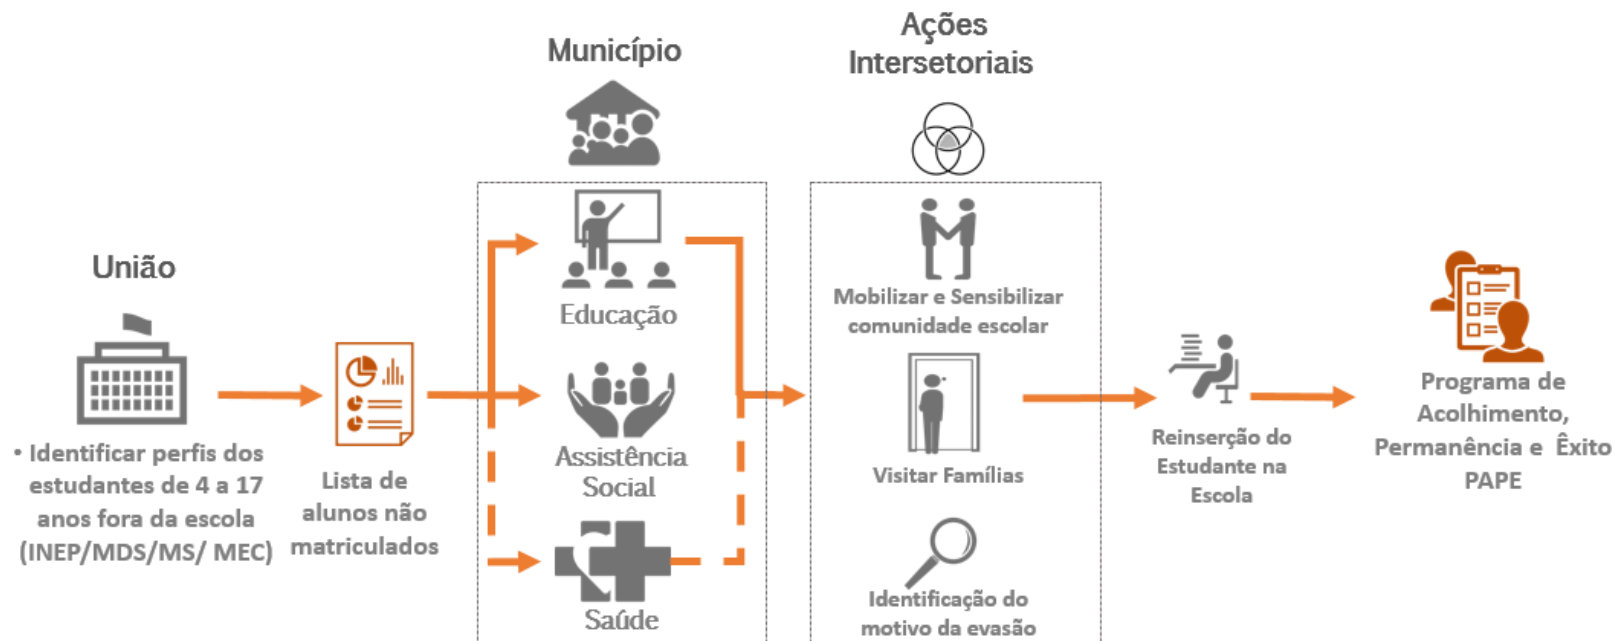 União
• Identificar perfis dos
estudantes de 4 a 17
anos fora da escola
(INEP/MDS/MS/ MEC)
Lista de
alunos não
matriculados
Município
Educação
Assistência
Social
Saúde
Ações
Intersetoriais
Mobilizar e Sensibilizar
comunidade escolar
Visitar Famílias
Identificação do
motivo da evasão
Reinserção do
Estudante na
Escola
Programa de
Acolhimento,
Permanência e Êxito
PAPE